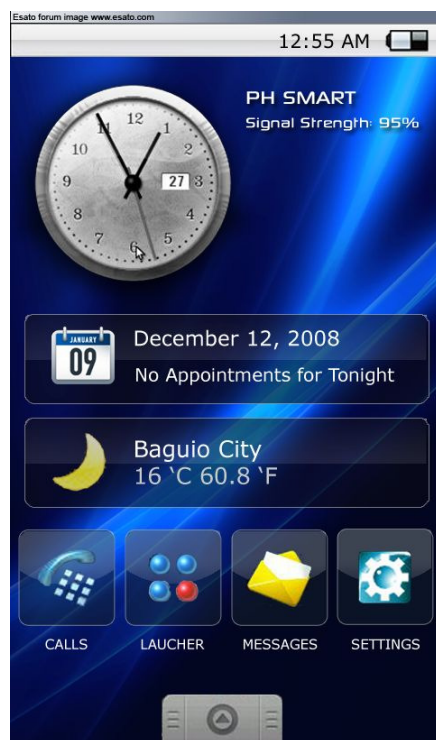 Esato forum image www.esato.com
12:55 AM
PH SMART
Signal Strength: 95%
12
11
1
10
2
9
27
3
8
4
7
5
6
December 12, 2008
JANUARY
09
No Appointments for Tonight
Baguio City
16 ‘C 60.8 ‘F
CALLS
LAUCHER
MESSAGES
SETTINGS